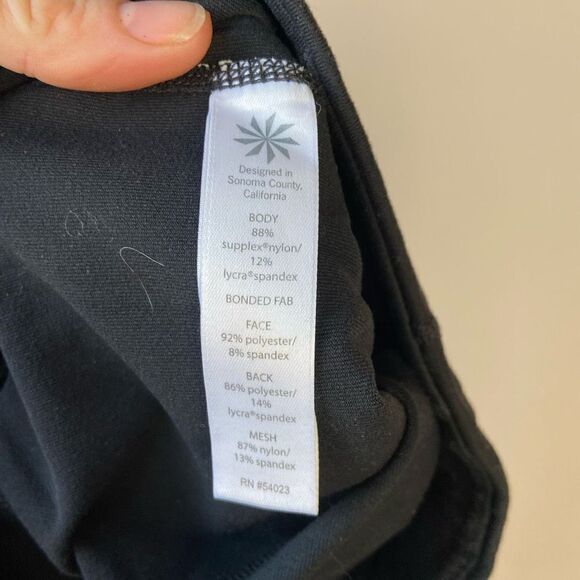 Designed in
Sonoma County,
California
BODY
88%
supplex®nylon/
12%
lycra®spandex
BONDED FAB
FACE
92% polyester/
8% spandex
BACK
86% polyester/
14%
lycra®spandex
MESH
87% nylon/
13% spandex
RN #54023